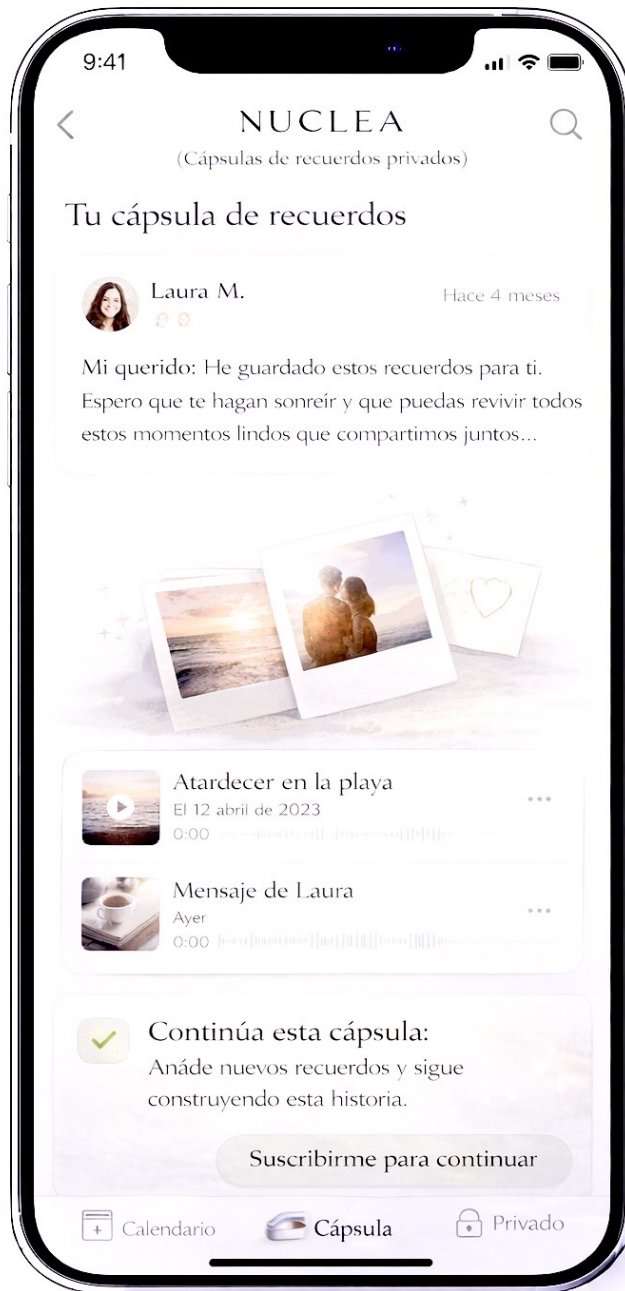 9:41
NUCLEA
(Cápsulas de recuerdos privados)
Tu cápsula de recuerdos
Laura M.
Hace 4 meses
Mi querido: He guardado estos recuerdos para ti.
Espero que te hagan sonreír y que puedas revivir todos
estos momentos lindos que compartimos juntos...
Atardecer en la playa
El 12 abril de 2023
0:00
Mensaje de Laura
Ayer
0:00
Continúa esta cápsula:
Anáde nuevos recuerdos y sigue
construyendo esta historia.
Suscribirme para continuar
Calendario
Cápsula
Privado